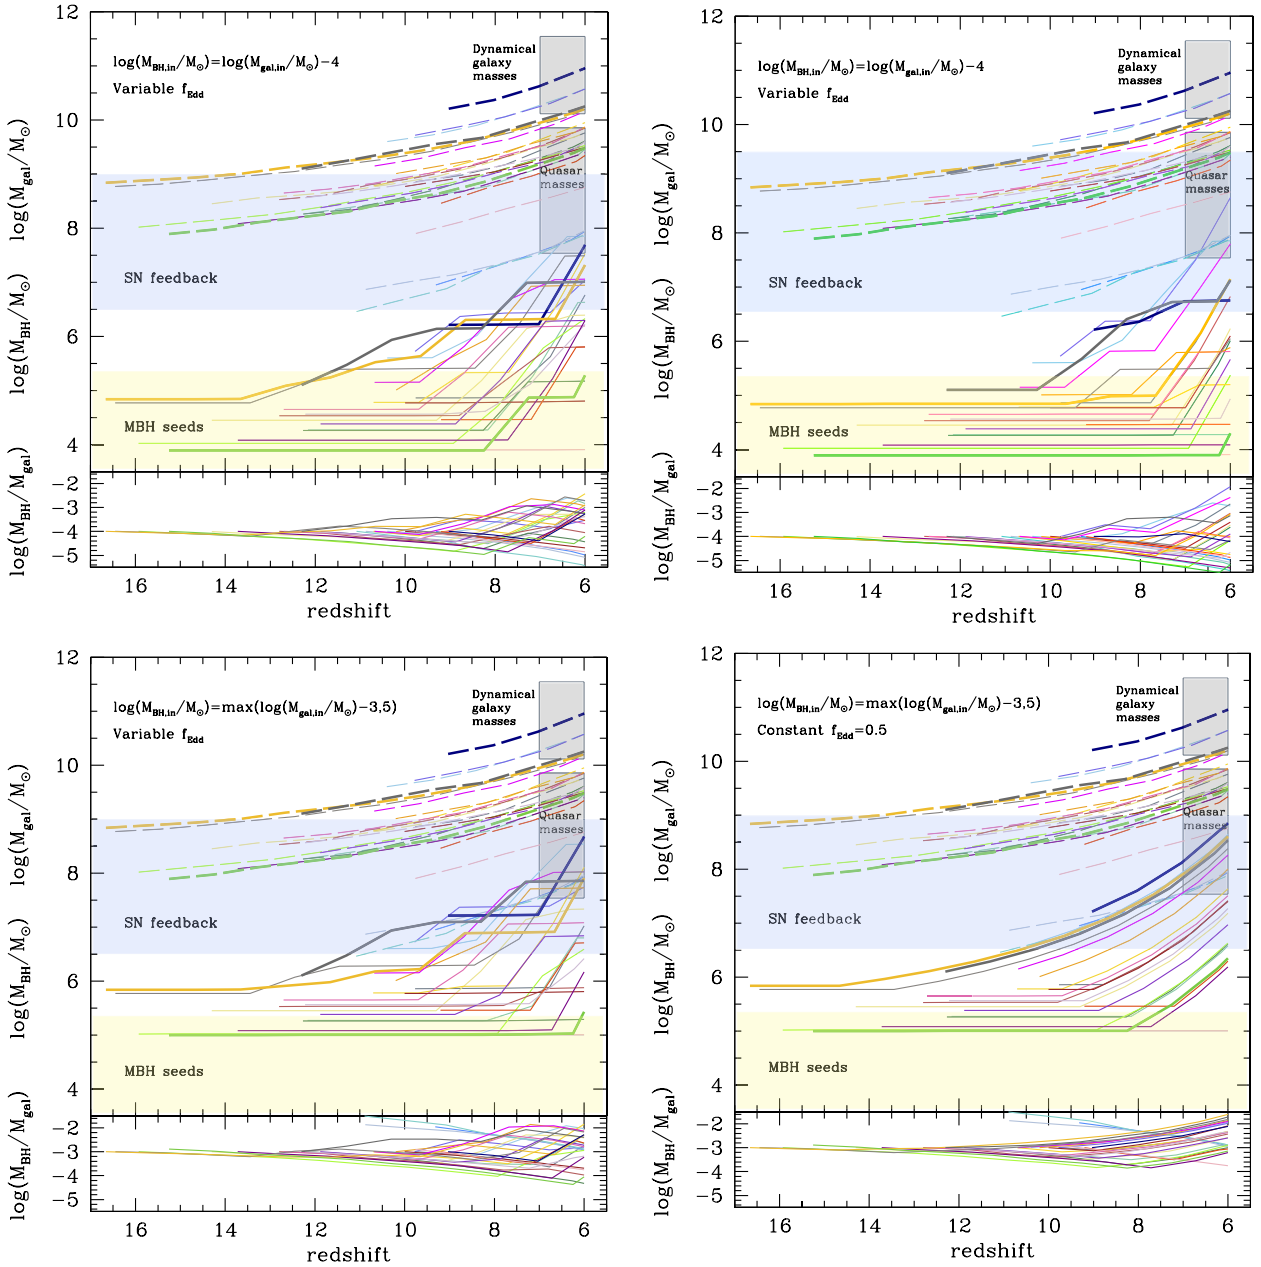 12
10
8
6
4
log(M_gal/M_⊙)
log(M_BH/M_⊙)
log(M_BH,in/M_⊙)=log(M_gal,in/M_⊙)−4
Variable f_Edd
Dynamical
galaxy
masses
Quasar
masses
SN feedback
MBH seeds
log(M_BH/M_gal)
−2
−3
−4
−5
16 14 12 10 8 6
redshift
12
10
8
6
4
log(M_gal/M_⊙)
log(M_BH/M_⊙)
log(M_BH,in/M_⊙)=log(M_gal,in/M_⊙)−4
Variable f_Edd
Dynamical
galaxy
masses
Quasar
masses
SN feedback
MBH seeds
log(M_BH/M_gal)
−2
−3
−4
−5
16 14 12 10 8 6
redshift
12
10
8
6
4
log(M_gal/M_⊙)
log(M_BH/M_⊙)
log(M_BH,in/M_⊙)=max(log(M_gal,in/M_⊙)−3,5)
Variable f_Edd
Dynamical
galaxy
masses
Quasar
masses
SN feedback
MBH seeds
log(M_BH/M_gal)
−2
−3
−4
−5
16 14 12 10 8 6
redshift
12
10
8
6
4
log(M_gal/M_⊙)
log(M_BH/M_⊙)
log(M_BH,in/M_⊙)=max(log(M_gal,in/M_⊙)−3,5)
Constant f_Edd=0.5
Dynamical
galaxy
masses
Quasar
masses
SN feedback
MBH seeds
log(M_BH/M_gal)
−2
−3
−4
−5
16 14 12 10 8 6
redshift